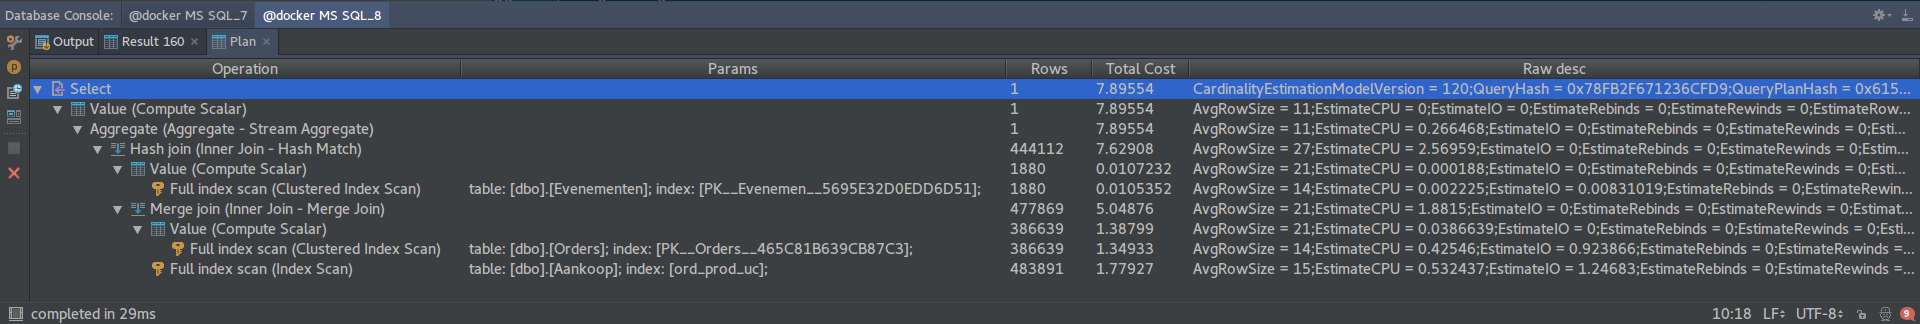 Database Console: @docker MS SQL_7 @docker MS SQL_8
Output Result 160 × Plan ×
Operation Params Rows Total Cost Raw desc
Select 1 7.89554 CardinalityEstimationModelVersion = 120;QueryHash = 0x78FB2F671236CFD9;QueryPlanHash = 0x615...
Value (Compute Scalar) 1 7.89554 AvgRowSize = 11;EstimateCPU = 0;EstimateIO = 0;EstimateRebinds = 0;EstimateRewinds = 0;EstimateRow...
Aggregate (Aggregate - Stream Aggregate) 1 7.89554 AvgRowSize = 11;EstimateCPU = 0.266468;EstimateIO = 0;EstimateRebinds = 0;EstimateRewinds = 0;Esti...
Hash join (Inner Join - Hash Match) 444112 7.62908 AvgRowSize = 27;EstimateCPU = 2.56959;EstimateIO = 0;EstimateRebinds = 0;EstimateRewinds = 0;Estim...
Value (Compute Scalar) 1880 0.0107232 AvgRowSize = 21;EstimateCPU = 0.000188;EstimateIO = 0;EstimateRebinds = 0;EstimateRewinds = 0;Esti...
Full index scan (Clustered Index Scan) table: [dbo].[Evenementen]; index: [PK__Evenemen__5695E32D0EDD6D51]; 1880 0.0105352 AvgRowSize = 14;EstimateCPU = 0.002225;EstimateIO = 0.00831019;EstimateRebinds = 0;EstimateRewin...
Merge join (Inner Join - Merge Join) 477869 5.04876 AvgRowSize = 21;EstimateCPU = 1.8815;EstimateIO = 0;EstimateRebinds = 0;EstimateRewinds = 0;Estimat...
Value (Compute Scalar) 386639 1.38799 AvgRowSize = 21;EstimateCPU = 0.0386639;EstimateIO = 0;EstimateRebinds = 0;EstimateRewinds = 0;Esti...
Full index scan (Clustered Index Scan) table: [dbo].[Orders]; index: [PK__Orders__465C81B639CB87C3]; 386639 1.34933 AvgRowSize = 14;EstimateCPU = 0.42546;EstimateIO = 0.923866;EstimateRebinds = 0;EstimateRewinds =...
Full index scan (Index Scan) table: [dbo].[Aankoop]; index: [ord_prod_uc]; 483891 1.77927 AvgRowSize = 15;EstimateCPU = 0.532437;EstimateIO = 1.24683;EstimateRebinds = 0;EstimateRewinds =...
completed in 29ms 10:18 LF UTF-8 9